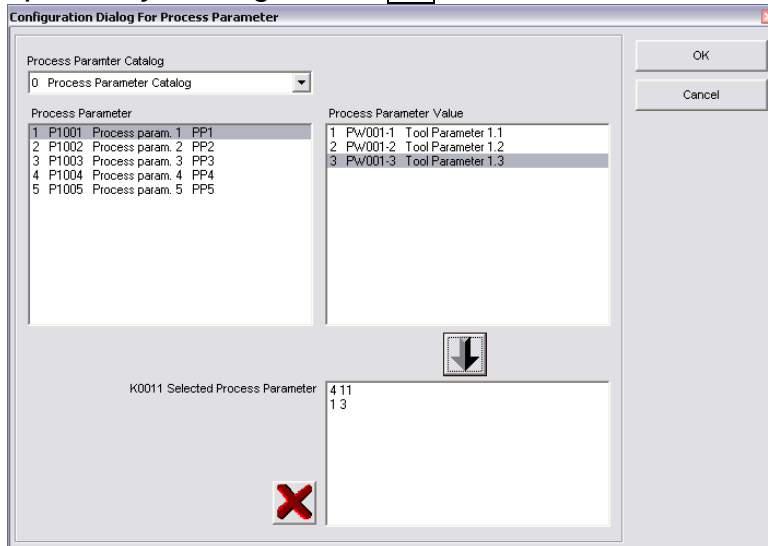 Configuration Dialog For Process Parameter
OK
Cancel
Process Paramter Catalog
0 Process Parameter Catalog
Process Parameter
1 P1001 Process param. 1 PP1
2 P1002 Process param. 2 PP2
3 P1003 Process param. 3 PP3
4 P1004 Process param. 4 PP4
5 P1005 Process param. 5 PP5
Process Parameter Value
1 PW001-1 Tool Parameter 1.1
2 PW001-2 Tool Parameter 1.2
3 PW001-3 Tool Parameter 1.3
K0011 Selected Process Parameter
4 11
1 3